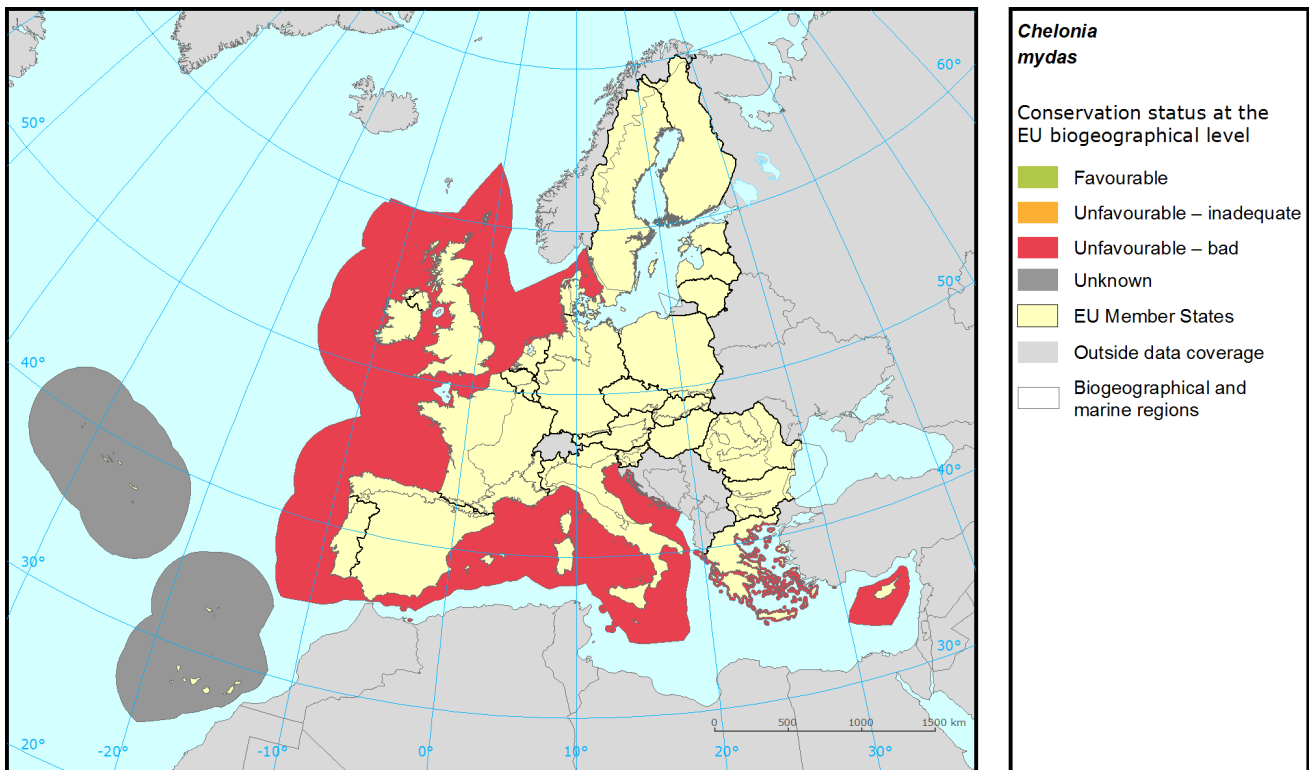 60°
50°
50°
40°
40°
30°
30°
20°
-20°
-10°
0°
10°
20°
30°
0 500 1000 1500 km
Chelonia
mydas
Conservation status at the
EU biogeographical level
Favourable
Unfavourable – inadequate
Unfavourable – bad
Unknown
EU Member States
Outside data coverage
Biogeographical and
marine regions